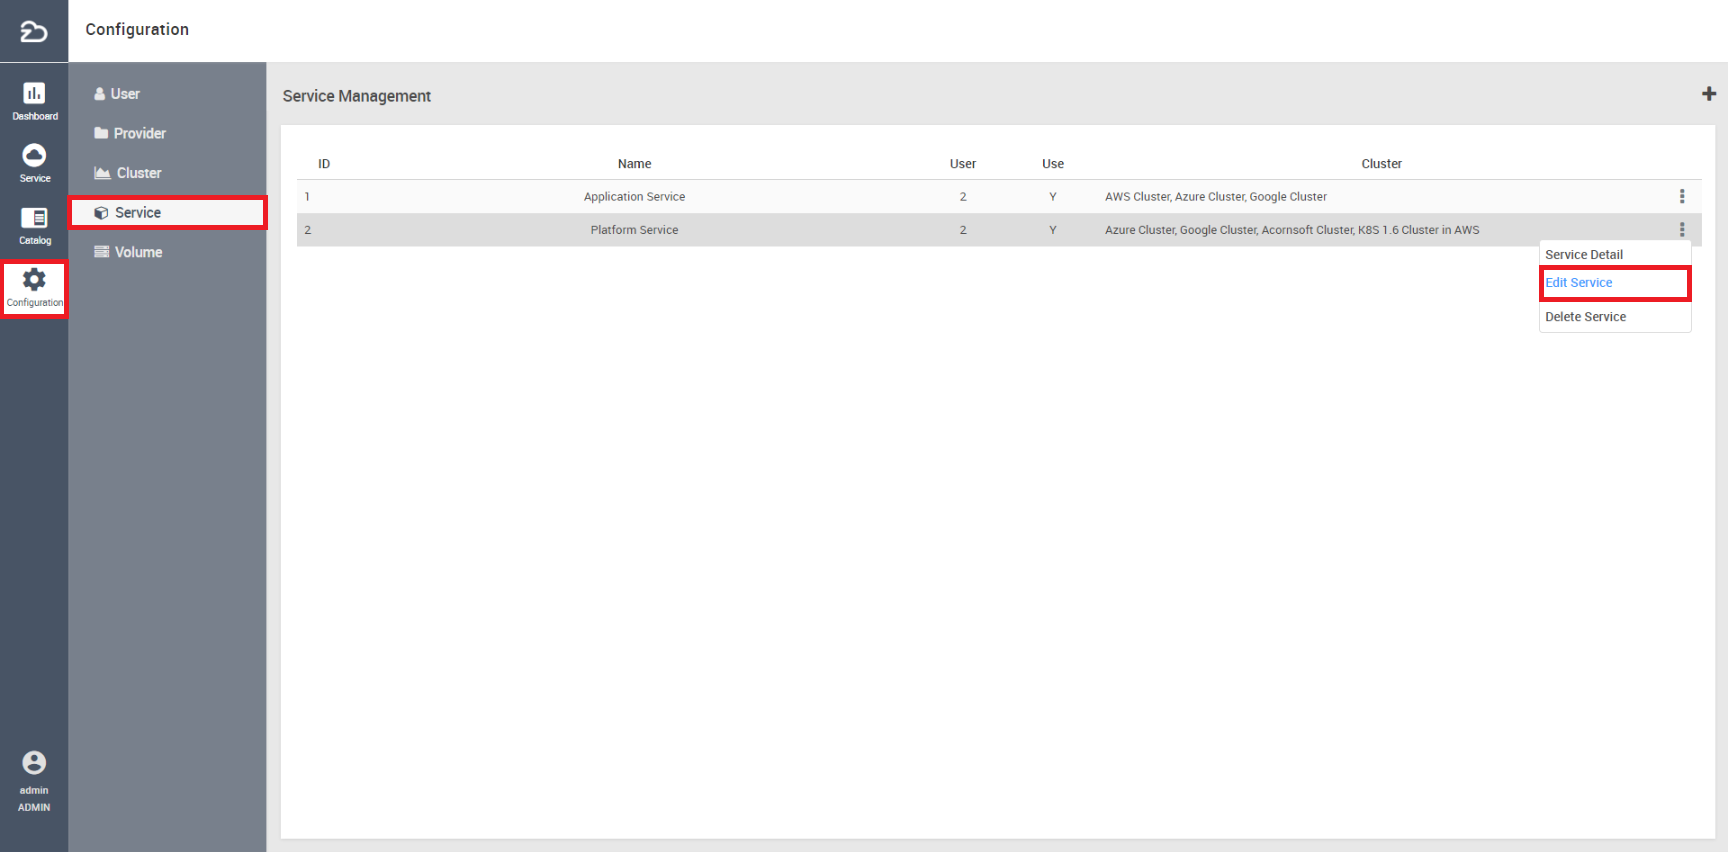 Configuration
Dashboard
Service
Catalog
Configuration
admin
ADMIN
User
Provider
Cluster
Service
Volume
Service Management
ID Name User Use Cluster
1 Application Service 2 Y AWS Cluster, Azure Cluster, Google Cluster
2 Platform Service 2 Y Azure Cluster, Google Cluster, Acornsoft Cluster, K8S 1.6 Cluster in AWS
Service Detail
Edit Service
Delete Service